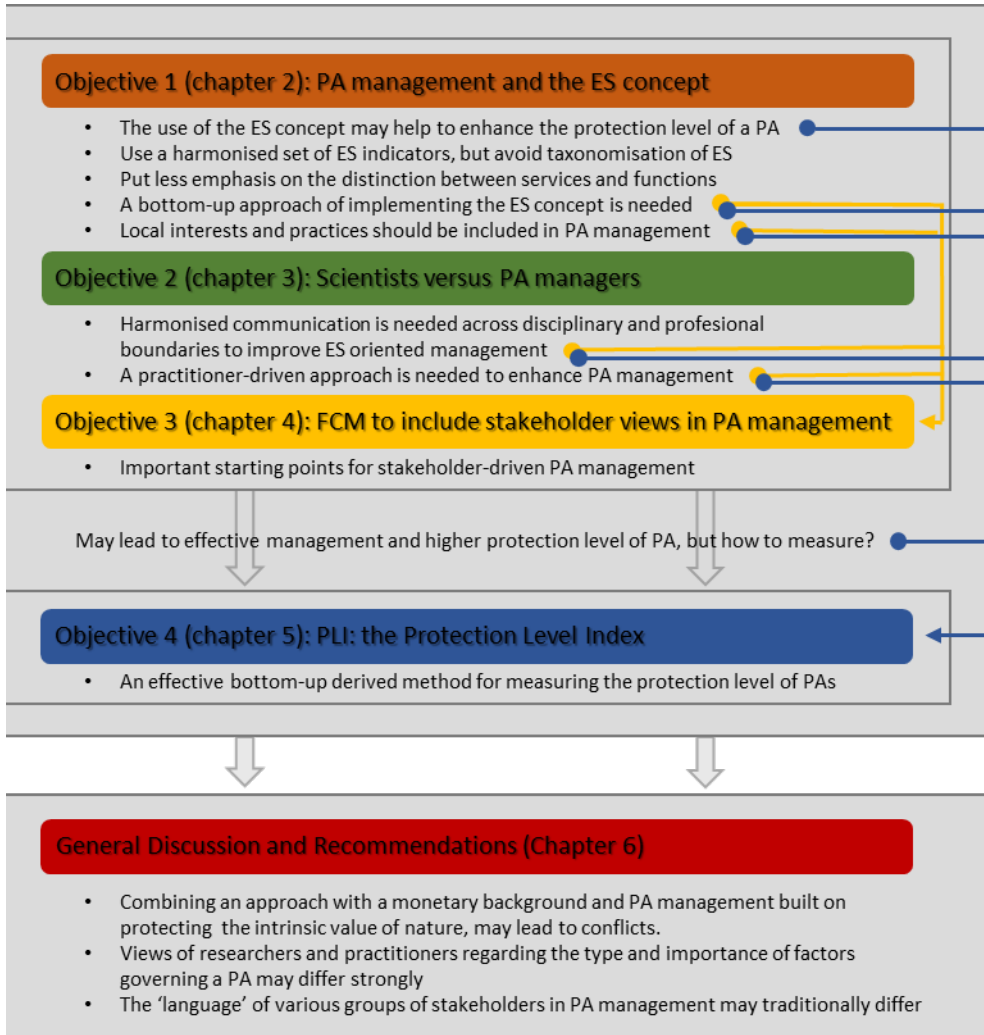 Objective 1 (chapter 2): PA management and the ES concept
• The use of the ES concept may help to enhance the protection level of a PA
• Use a harmonised set of ES indicators, but avoid taxonomisation of ES
• Put less emphasis on the distinction between services and functions
• A bottom-up approach of implementing the ES concept is needed
• Local interests and practices should be included in PA management
Objective 2 (chapter 3): Scientists versus PA managers
• Harmonised communication is needed across disciplinary and profesional
boundaries to improve ES oriented management
• A practitioner-driven approach is needed to enhance PA management
Objective 3 (chapter 4): FCM to include stakeholder views in PA management
• Important starting points for stakeholder-driven PA management
May lead to effective management and higher protection level of PA, but how to measure?
Objective 4 (chapter 5): PLI: the Protection Level Index
• An effective bottom-up derived method for measuring the protection level of PAs
General Discussion and Recommendations (Chapter 6)
• Combining an approach with a monetary background and PA management built on
protecting the intrinsic value of nature, may lead to conflicts.
• Views of researchers and practitioners regarding the type and importance of factors
governing a PA may differ strongly
• The ‘language’ of various groups of stakeholders in PA management may traditionally differ